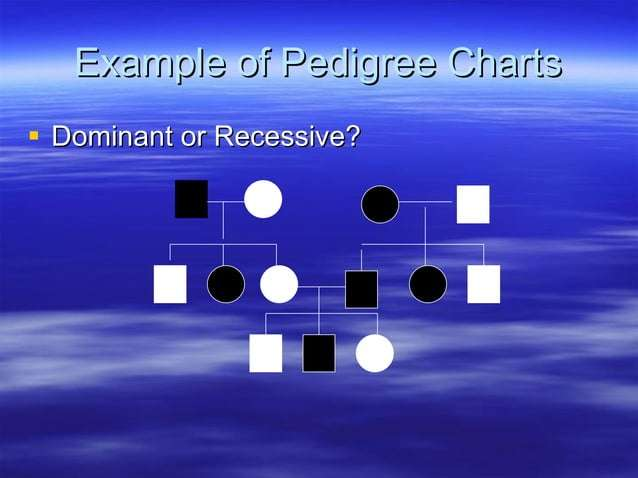 Example of Pedigree Charts
Dominant or Recessive?